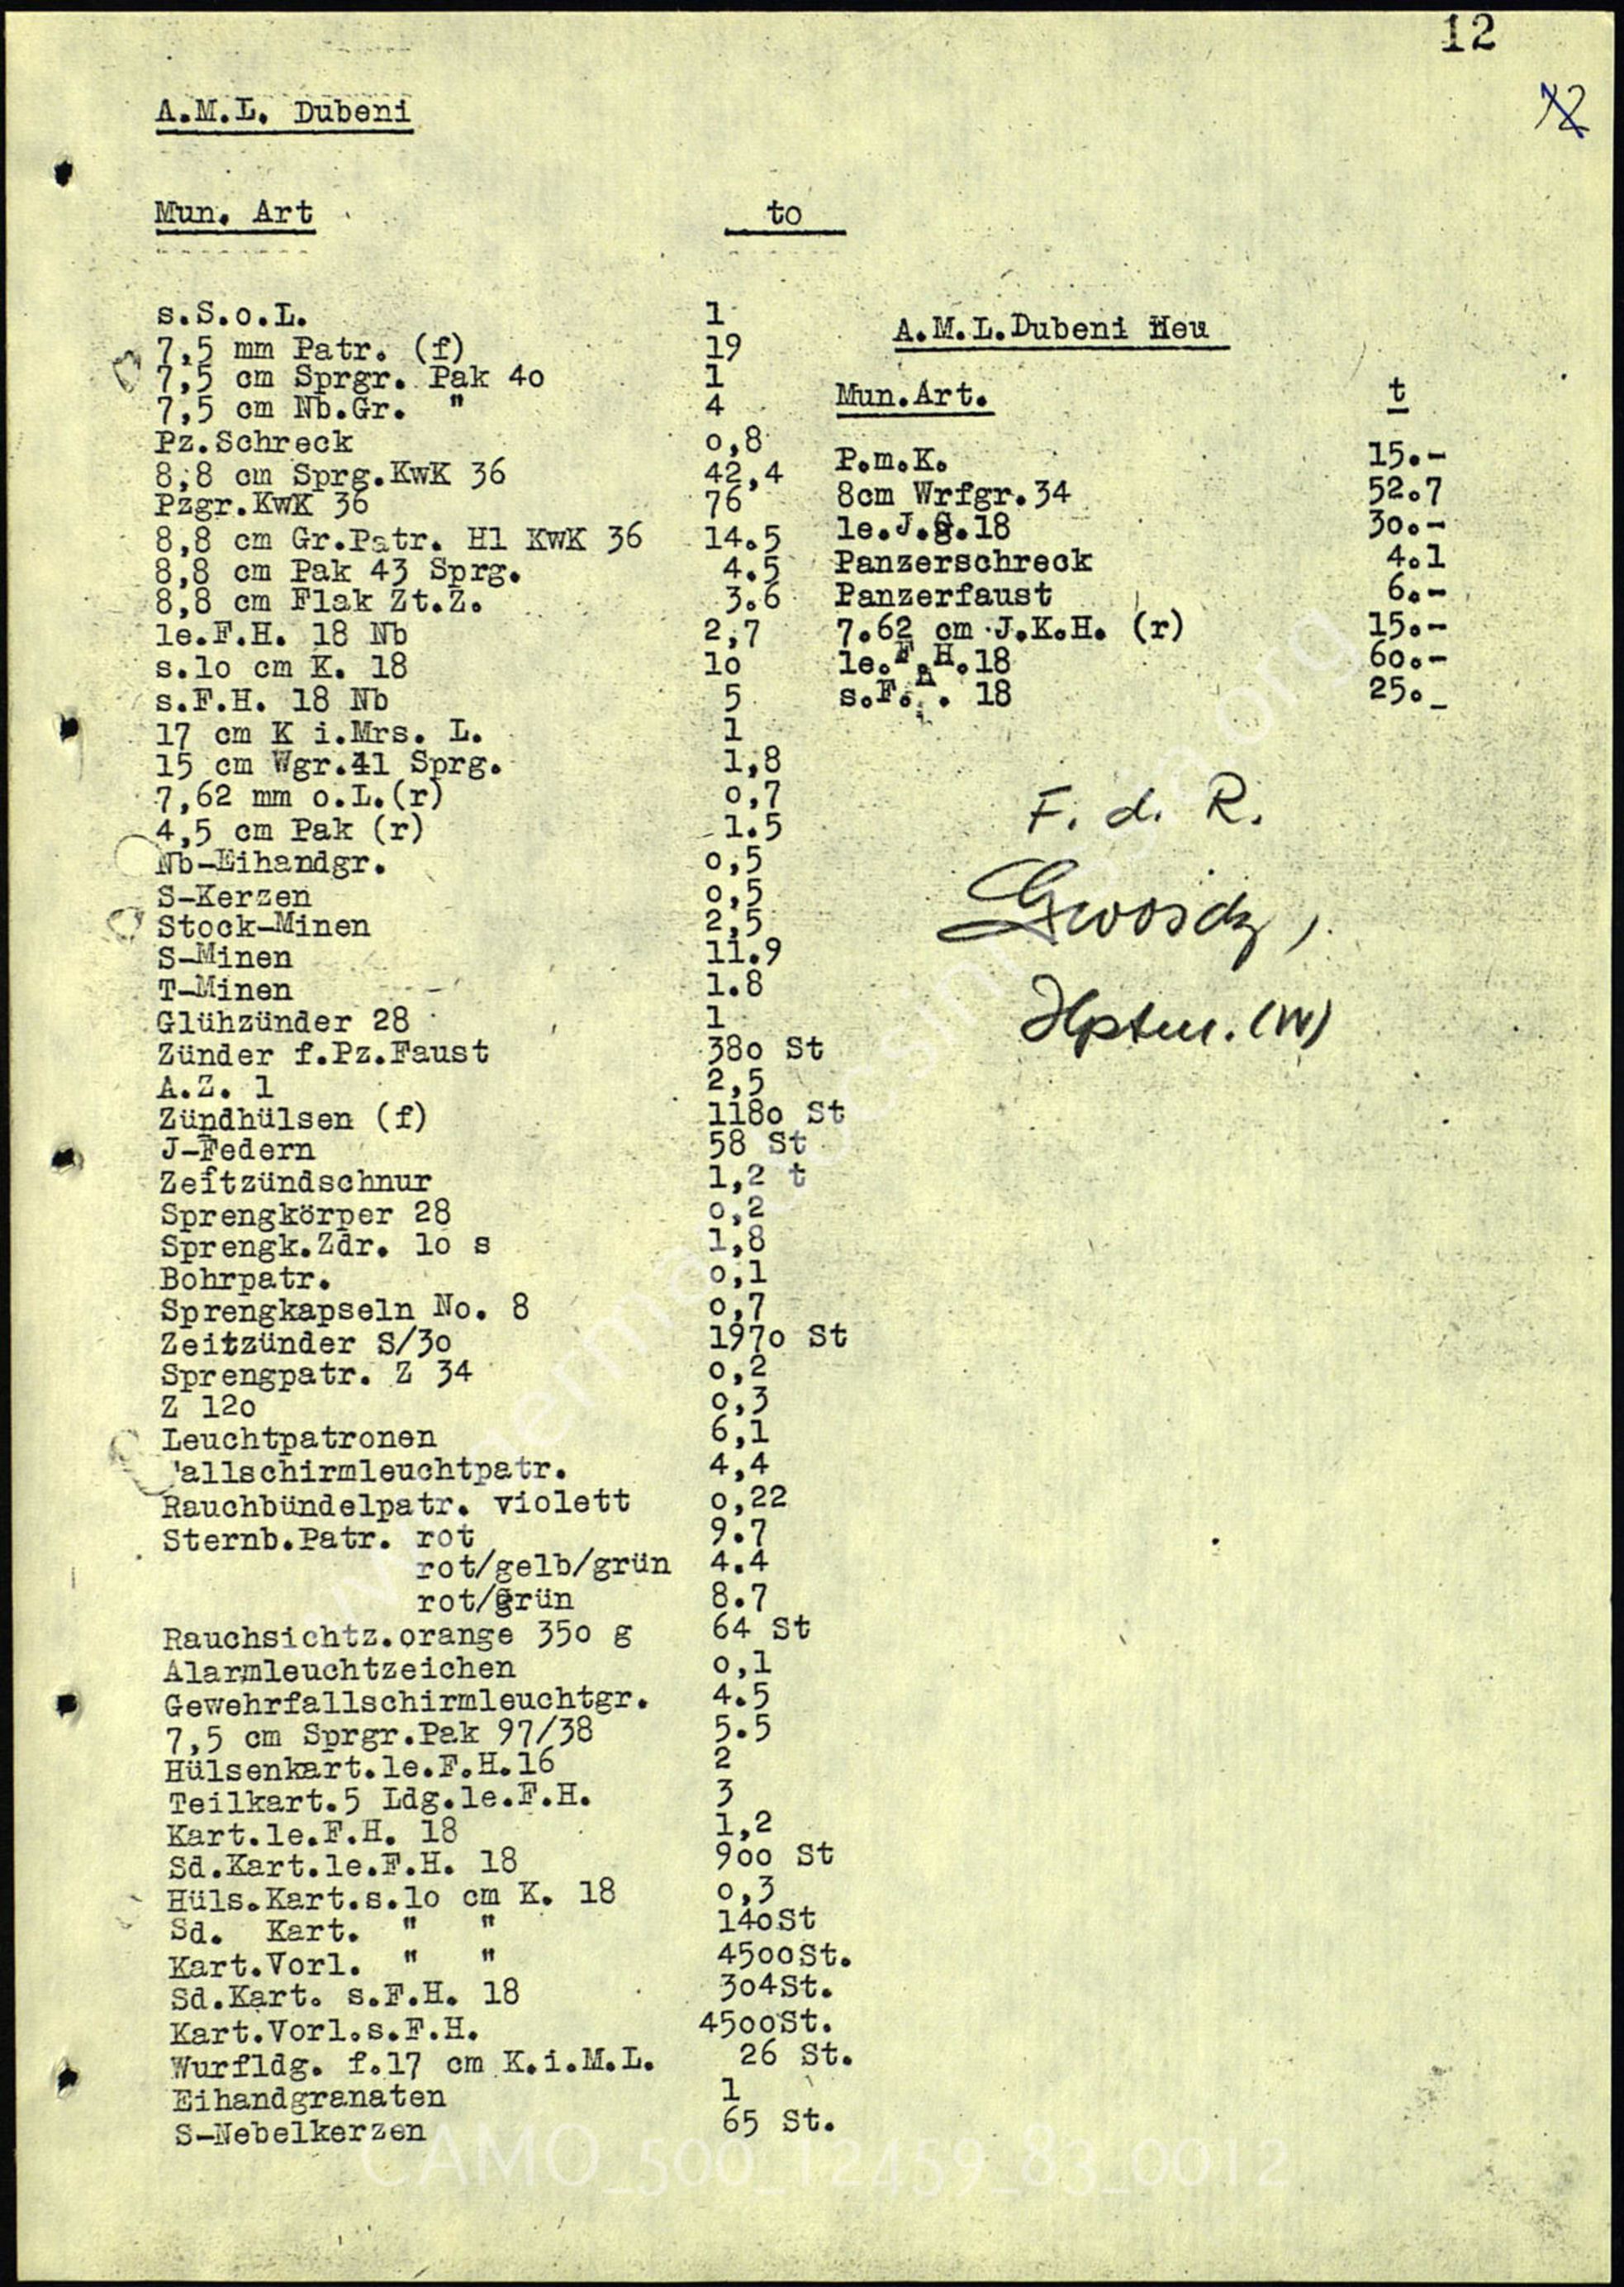 12
12
A.M.L. Dubeni
Mun. Art to
s.S.o.L. 1
7,5 mm Patr. (f) 19
7,5 cm Sprgr. Pak 4o 1
7,5 cm Nb.Gr. " 4
Pz.Schreck o,8
8,8 cm Sprg.KwK 36 42,4
Pzgr.KwK 36 76
8,8 cm Gr.Patr. Hl KwK 36 14.5
8,8 cm Pak 43 Sprg. 4.5
8,8 cm Flak Zt.Z. 3.6
le.F.H. 18 Nb 2,7
s.lo cm K. 18 lo
s.F.H. 18 Nb 5
17 cm K i.Mrs. L. 1
15 cm Wgr.41 Sprg. 1,8
7,62 mm o.L.(r) o,7
4,5 cm Pak (r) 1.5
Nb-Eihandgr. o,5
S-Kerzen o,5
Stock-Minen 2,5
S-Minen 11.9
T-Minen 1.8
Glühzünder 28 1
Zünder f.Pz.Faust 38o St
A.Z. 1 2,5
Zündhülsen (f) 118o St
J-Federn 58 St
Zeitzündschnur 1,2 t
Sprengkörper 28 o,2
Sprengk.Zdr. lo s 1,8
Bohrpatr. o,1
Sprengkapseln No. 8 o,7
Zeitzünder S/3o 197o St
Sprengpatr. Z 34 o,2
Z 12o o,3
Leuchtpatronen 6,1
'allschirmleuchtpatr. 4,4
Rauchbündelpatr. violett o,22
Sternb.Patr. rot 9.7
rot/gelb/grün 4.4
rot/grün 8.7
Rauchsichtz.orange 35o g 64 St
Alarmleuchtzeichen o,1
Gewehrfallschirmleuchtgr. 4.5
7,5 cm Sprgr.Pak 97/38 5.5
Hülsenkart.le.F.H.16 2
Teilkart.5 Ldg.le.F.H. 3
Kart.le.F.H. 18 1,2
Sd.Kart.le.F.H. 18 9oo St
Hüls.Kart.s.lo cm K. 18 o,3
Sd. Kart. " " 14oSt
Kart.Vorl. " " 45ooSt.
Sd.Kart. s.F.H. 18 3o4St.
Kart.Vorl.s.F.H. 45ooSt.
Wurfldg. f.17 cm K.i.M.L. 26 St.
Eihandgranaten 1
S-Nebelkerzen 65 St.
A.M.L.Dubeni Neu
Mun.Art. t
P.m.K. 15.-
8cm Wrfgr.34 52.7
le.J.G.18 3o.-
Panzerschreck 4.1
Panzerfaust 6.-
7.62 cm J.K.H. (r) 15.-
le.F.H.18 6o.-
s.F.H. 18 25._
F. d. R.
Gwosdz,
Hptm. (W)
CAMO_500_12459_83_0012